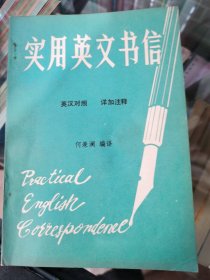 实用英文书信
英汉对照 详加注释
何美澜 编译
Practical
English
Correspondence